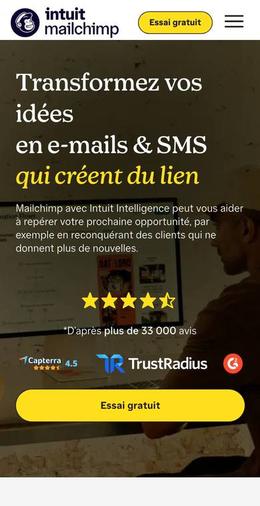 intuit
mailchimp
Essai gratuit
Transformez vos
idées
en e-mails & SMS
qui créent du lien
Mailchimp avec Intuit Intelligence peut vous aider
à repérer votre prochaine opportunité, par
exemple en reconquérant des clients qui ne
donnent plus de nouvelles.
*D'après plus de 33 000 avis
Capterra 4.5
TrustRadius
G2
Essai gratuit